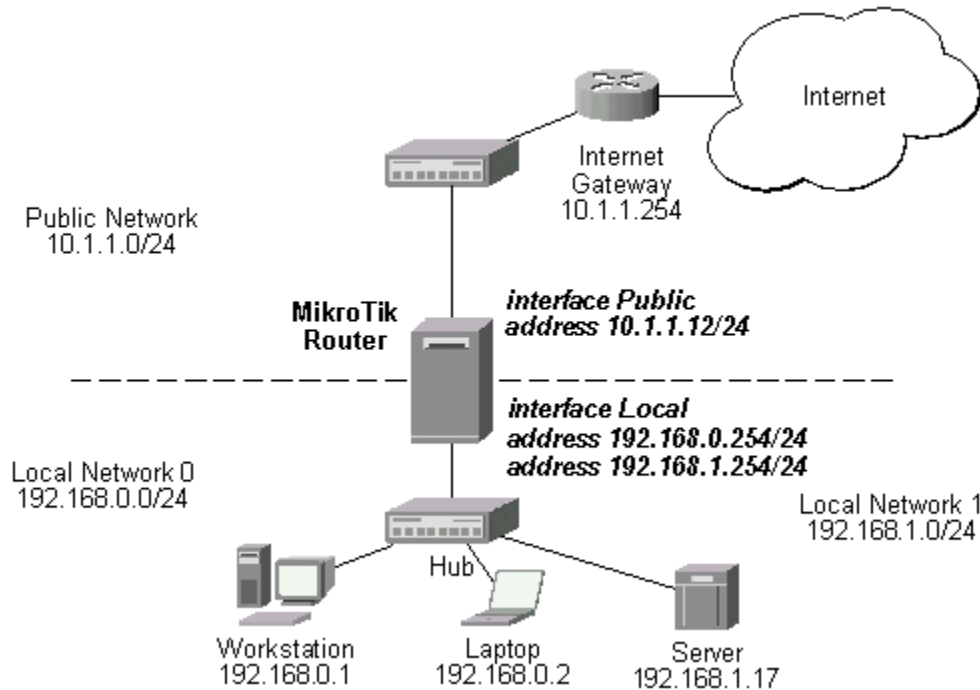 Internet
Internet
Gateway
10.1.1.254
Public Network
10.1.1.0/24
MikroTik
Router
interface Public
address 10.1.1.12/24
interface Local
address 192.168.0.254/24
address 192.168.1.254/24
Local Network 0
192.168.0.0/24
Local Network 1
192.168.1.0/24
Hub
Workstation
192.168.0.1
Laptop
192.168.0.2
Server
192.168.1.17